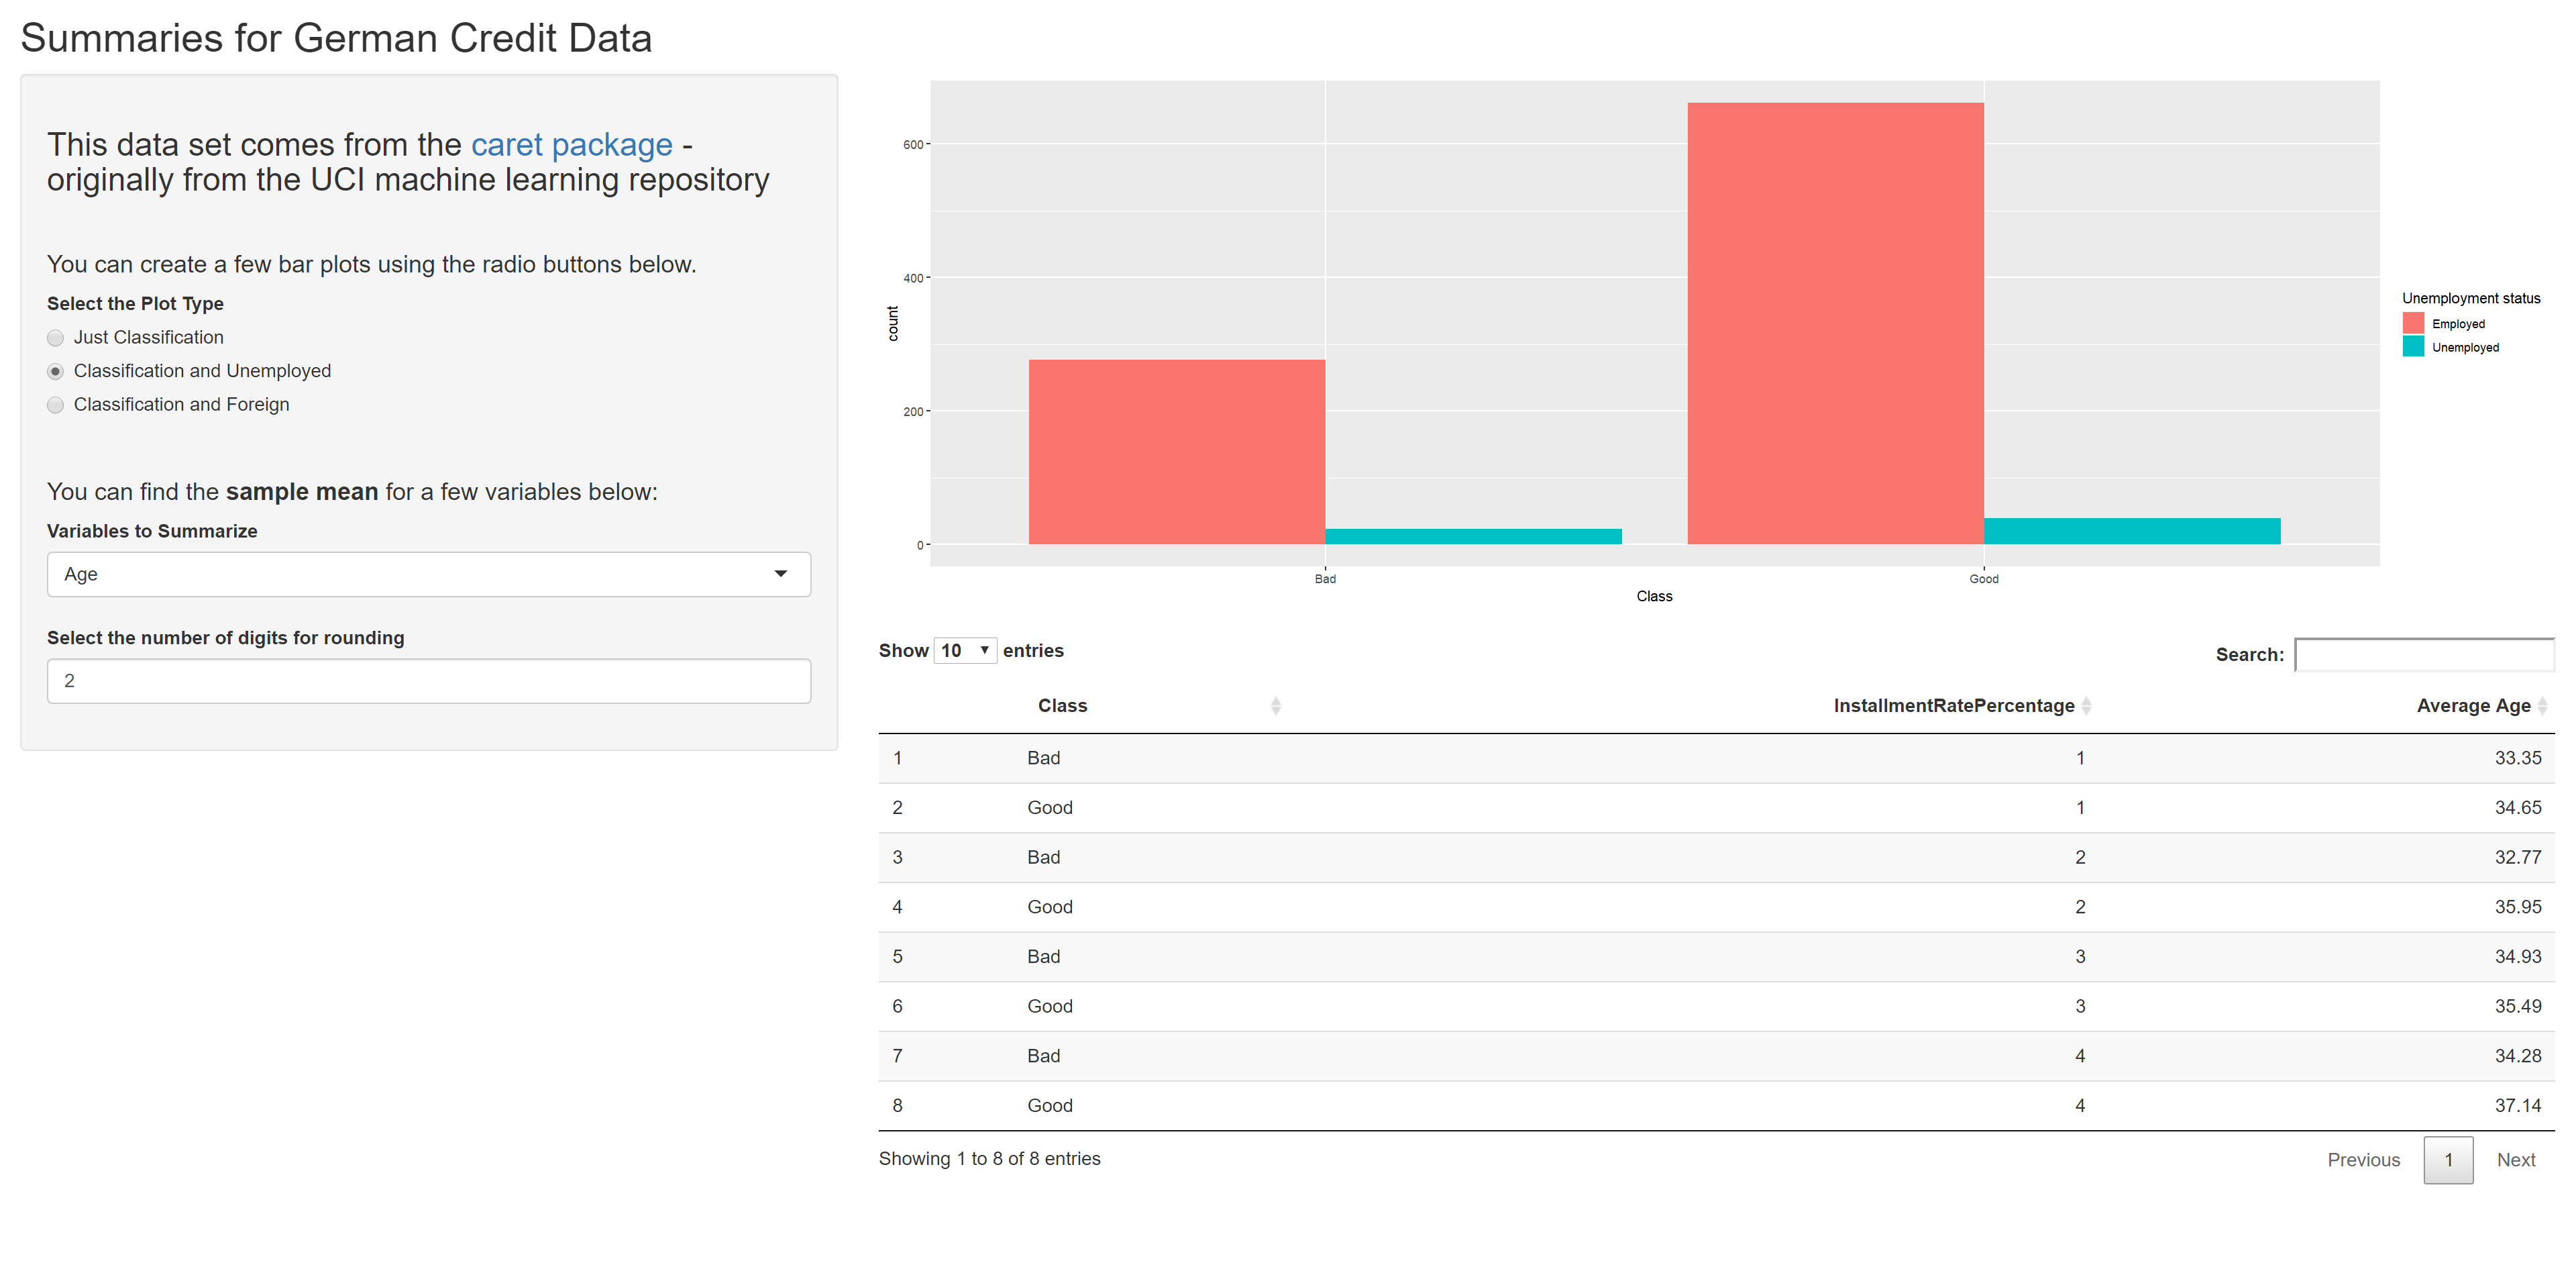 Summaries for German Credit Data
This data set comes from the caret package -
originally from the UCI machine learning repository
You can create a few bar plots using the radio buttons below.
Select the Plot Type
Just Classification
Classification and Unemployed
Classification and Foreign
You can find the sample mean for a few variables below:
Variables to Summarize
Age
Select the number of digits for rounding
2
600
400
200
0
count
Bad Good
Class
Unemployment status
Employed
Unemployed
Show 10 entries Search:
Class InstallmentRatePercentage Average Age
1 Bad 1 33.35
2 Good 1 34.65
3 Bad 2 32.77
4 Good 2 35.95
5 Bad 3 34.93
6 Good 3 35.49
7 Bad 4 34.28
8 Good 4 37.14
Showing 1 to 8 of 8 entries Previous 1 Next